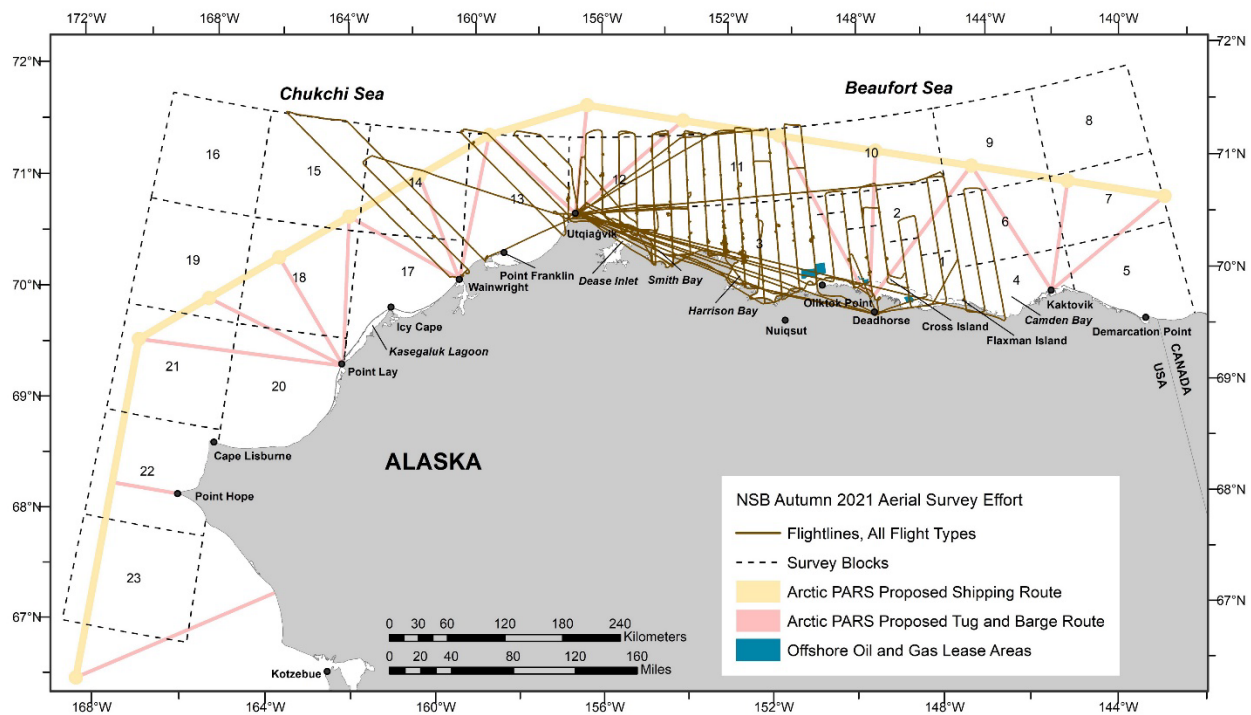 172°W 168°W 164°W 160°W 156°W 152°W 148°W 144°W 140°W
72°N
72°N
Chukchi Sea
Beaufort Sea
8
9
16
10
71°N
71°N
11
15
14
12
7
13
2
6
Utqiaġvik
3
19
17
1
Point Franklin
Dease Inlet
Smith Bay
4
5
70°N
70°N
18
Wainwright
Harrison Bay
Oliktok Point
Kaktovik
Icy Cape
Nuiqsut
Deadhorse
Cross Island
Camden Bay
Demarcation Point
Flaxman Island
Kasegaluk Lagoon
CANADA
USA
21
20
Point Lay
69°N
69°N
Cape Lisburne
ALASKA
22
Point Hope
68°N
68°N
NSB Autumn 2021 Aerial Survey Effort
Flightlines, All Flight Types
Survey Blocks
23
Arctic PARS Proposed Shipping Route
67°N
67°N
Arctic PARS Proposed Tug and Barge Route
0 30 60 120 180 240
Kilometers
Offshore Oil and Gas Lease Areas
0 20 40 80 120 160
Miles
Kotzebue
168°W 164°W 160°W 156°W 152°W 148°W 144°W